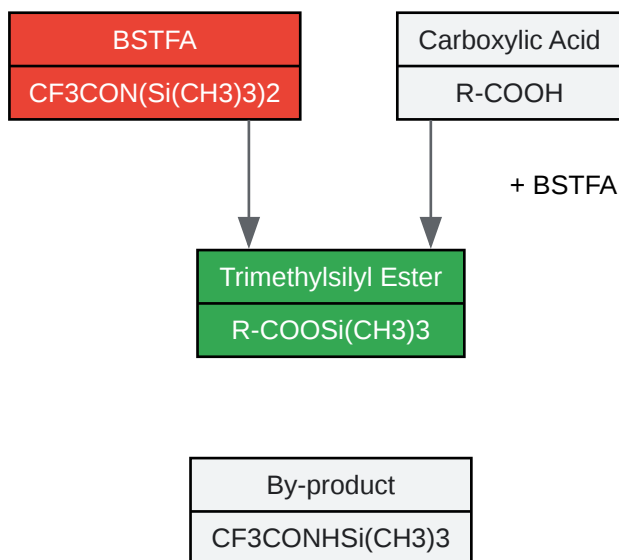 BSTFA
CF3CON(Si(CH3)3)2
Carboxylic Acid
R-COOH
+ BSTFA
Trimethylsilyl Ester
R-COOSi(CH3)3
By-product
CF3CONHSi(CH3)3